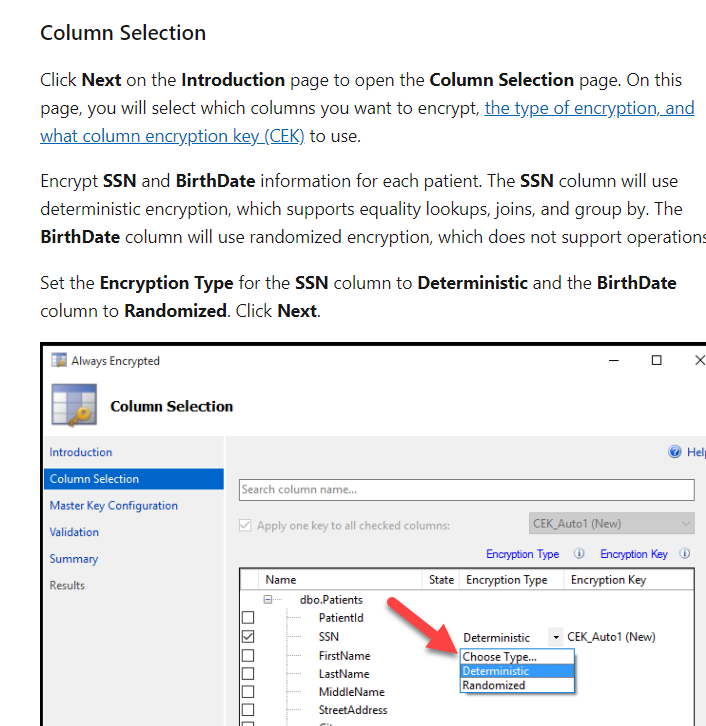 Column Selection
Click Next on the Introduction page to open the Column Selection page. On this
page, you will select which columns you want to encrypt, the type of encryption, and
what column encryption key (CEK) to use.
Encrypt SSN and BirthDate information for each patient. The SSN column will use
deterministic encryption, which supports equality lookups, joins, and group by. The
BirthDate column will use randomized encryption, which does not support operations
Set the Encryption Type for the SSN column to Deterministic and the BirthDate
column to Randomized. Click Next.
Always Encrypted
Column Selection
Introduction
Help
Column Selection
Search column name...
Master Key Configuration
Apply one key to all checked columns:
CEK_Auto1 (New)
Validation
Encryption Type
Encryption Key
Summary
Name State Encryption Type Encryption Key
Results
dbo.Patients
PatientId
SSN Deterministic CEK_Auto1 (New)
FirstName Choose Type...
LastName Deterministic
MiddleName Randomized
StreetAddress